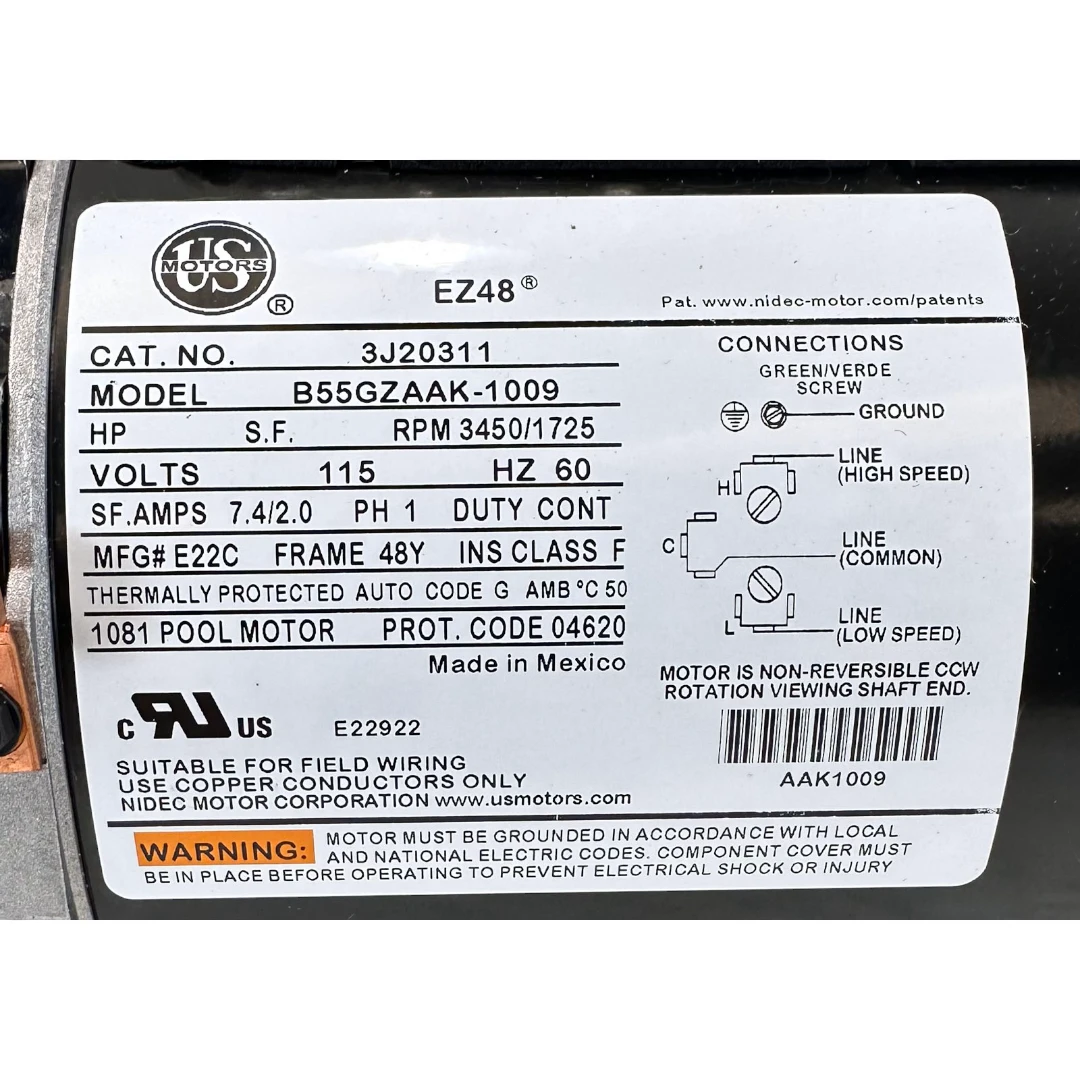 US
MOTORS
®
EZ48®
Pat. www.nidec-motor.com/patents
CAT. NO. 3J20311
MODEL B55GZAAK-1009
HP S.F. RPM 3450/1725
VOLTS 115 HZ 60
SF.AMPS 7.4/2.0 PH 1 DUTY CONT
MFG# E22C FRAME 48Y INS CLASS F
THERMALLY PROTECTED AUTO CODE G AMB °C 50
1081 POOL MOTOR PROT. CODE 04620
Made in Mexico
C RU US E22922
SUITABLE FOR FIELD WIRING
USE COPPER CONDUCTORS ONLY
NIDEC MOTOR CORPORATION www.usmotors.com
CONNECTIONS
GREEN/VERDE
SCREW
GROUND
LINE
H (HIGH SPEED)
LINE
C (COMMON)
LINE
L (LOW SPEED)
MOTOR IS NON-REVERSIBLE CCW
ROTATION VIEWING SHAFT END.
AAK1009
WARNING: MOTOR MUST BE GROUNDED IN ACCORDANCE WITH LOCAL
AND NATIONAL ELECTRIC CODES. COMPONENT COVER MUST
BE IN PLACE BEFORE OPERATING TO PREVENT ELECTRICAL SHOCK OR INJURY